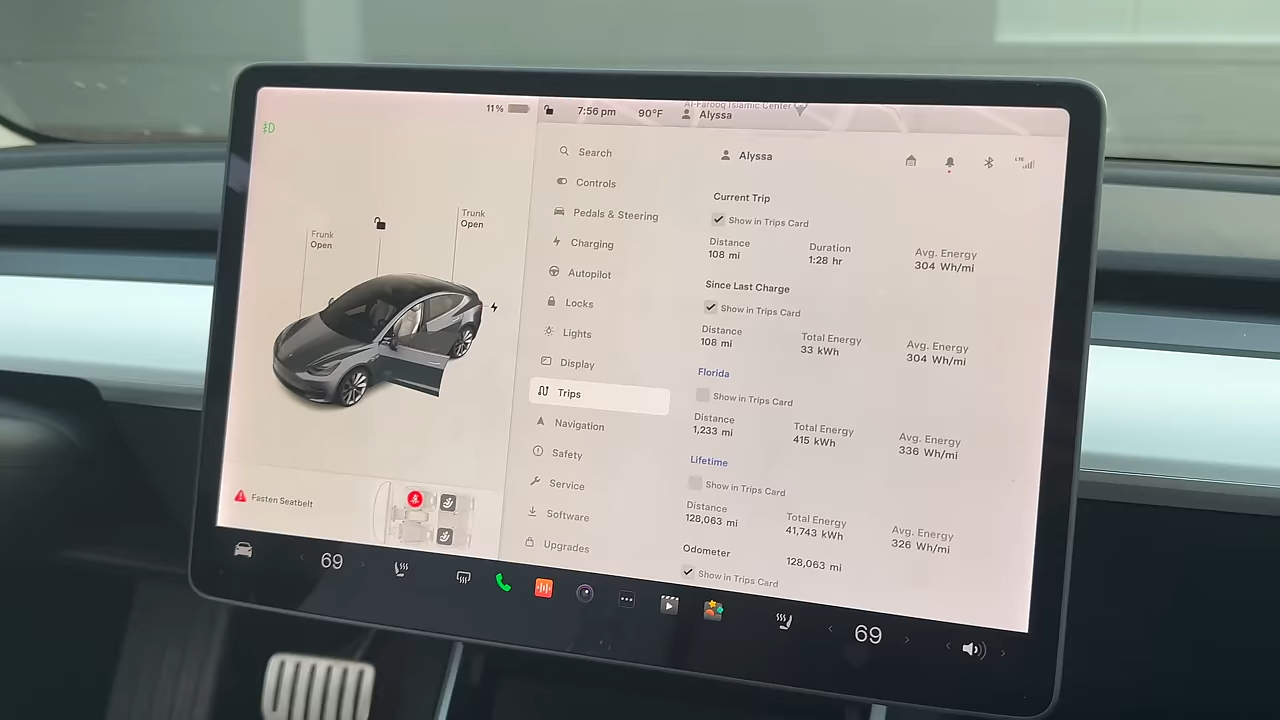 11%
7:56 pm
90°F
Al-Farooq Islamic Center
Alyssa
Frunk
Open
Trunk
Open
Fasten Seatbelt
Search
Controls
Pedals & Steering
Charging
Autopilot
Locks
Lights
Display
Trips
Navigation
Safety
Service
Software
Upgrades
Alyssa
LTE
Current Trip
Show in Trips Card
Distance Duration Avg. Energy
108 mi 1:28 hr 304 Wh/mi
Since Last Charge
Show in Trips Card
Distance Total Energy Avg. Energy
108 mi 33 kWh 304 Wh/mi
Florida
Show in Trips Card
Distance Total Energy Avg. Energy
1,233 mi 415 kWh 336 Wh/mi
Lifetime
Show in Trips Card
Distance Total Energy Avg. Energy
128,063 mi 41,743 kWh 326 Wh/mi
Odometer 128,063 mi
Show in Trips Card
69
69